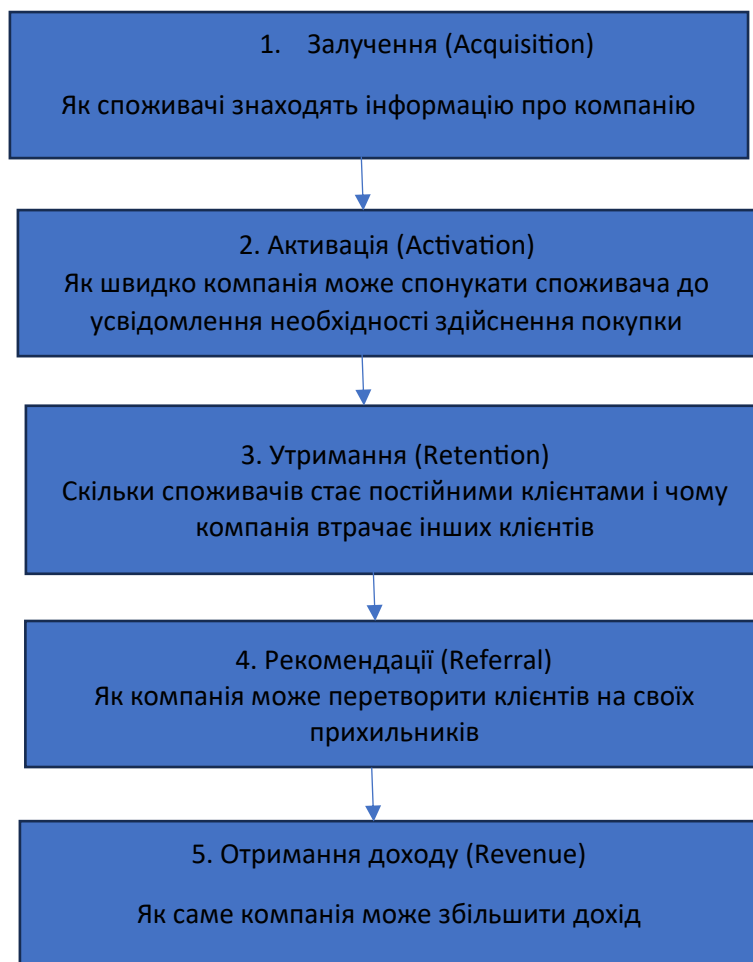 1. Залучення (Acquisition)
Як споживачі знаходять інформацію про компанію
2. Активація (Activation)
Як швидко компанія може спонукати споживача до
усвідомлення необхідності здійснення покупки
3. Утримання (Retention)
Скільки споживачів стає постійними клієнтами і чому
компанія втрачає інших клієнтів
4. Рекомендації (Referral)
Як компанія може перетворити клієнтів на своїх
прихильників
5. Отримання доходу (Revenue)
Як саме компанія може збільшити дохід